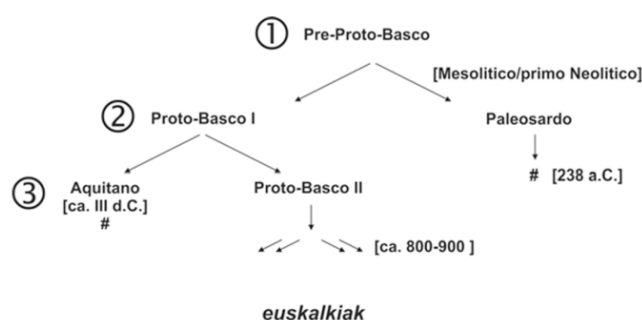 ① Pre-Proto-Basco
[Mesolitico/primo Neolitico]
② Proto-Basco I
Paleosardo
③ Aquitano
[ca. III d.C.]
#
Proto-Basco II
# [238 a.C.]
[ca. 800-900 ]
euskalkiak